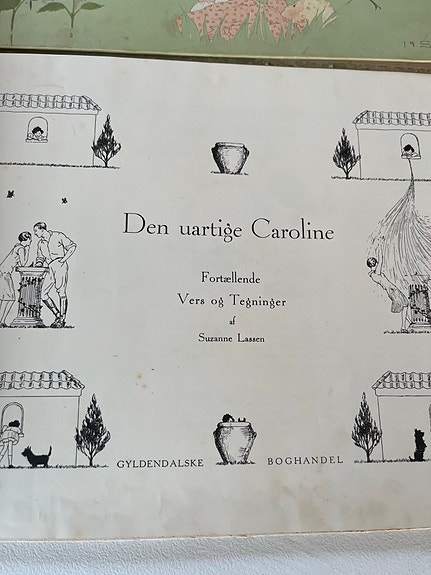 Den uartige Caroline
Fortællende
Vers og Tegninger
af
Suzanne Lassen
GYLDENDALSKE BOGHANDEL